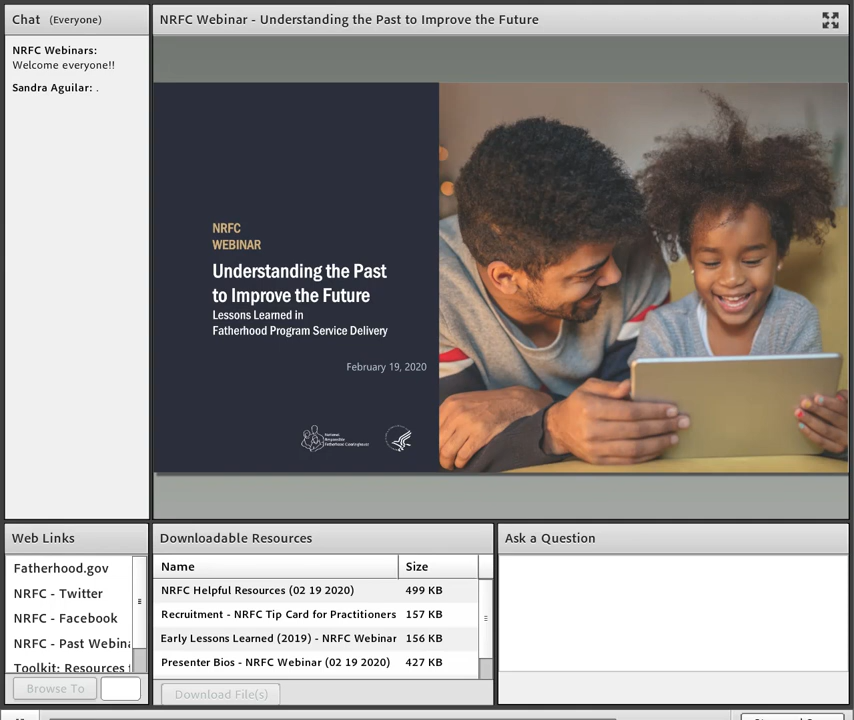 Chat (Everyone)
NRFC Webinars:
Welcome everyone!!
Sandra Aguilar: .
NRFC Webinar - Understanding the Past to Improve the Future
NRFC
WEBINAR
Understanding the Past
to Improve the Future
Lessons Learned in
Fatherhood Program Service Delivery
February 19, 2020
Web Links
Fatherhood.gov
NRFC - Twitter
NRFC - Facebook
NRFC - Past Webina
Toolkit: Resources
Browse To
Downloadable Resources
Name Size
NRFC Helpful Resources (02 19 2020) 499 KB
Recruitment - NRFC Tip Card for Practitioners 157 KB
Early Lessons Learned (2019) - NRFC Webinar 156 KB
Presenter Bios - NRFC Webinar (02 19 2020) 427 KB
Download File(s)
Ask a Question